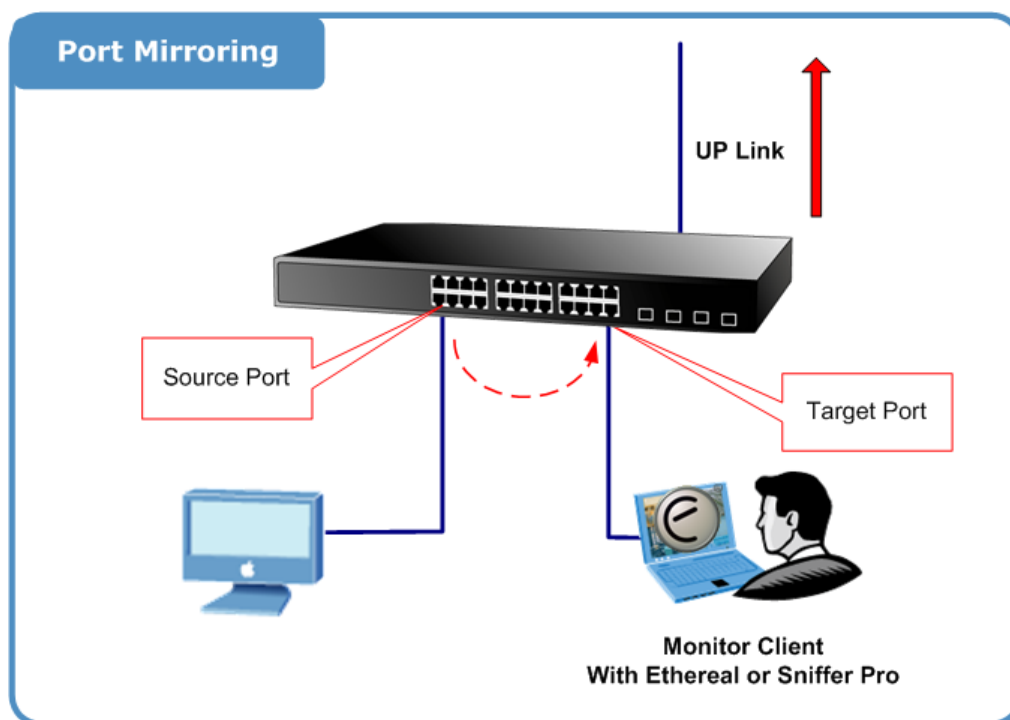 Port Mirroring
UP Link
Source Port
Target Port
Monitor Client
With Ethereal or Sniffer Pro